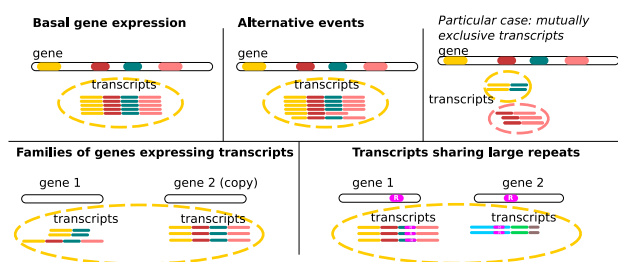 Basal gene expression
gene
transcripts
Alternative events
gene
transcripts
Particular case: mutually
exclusive transcripts
gene
transcripts
Families of genes expressing transcripts
gene 1
gene 2 (copy)
transcripts
transcripts
Transcripts sharing large repeats
gene 1
gene 2
R
R
transcripts
transcripts